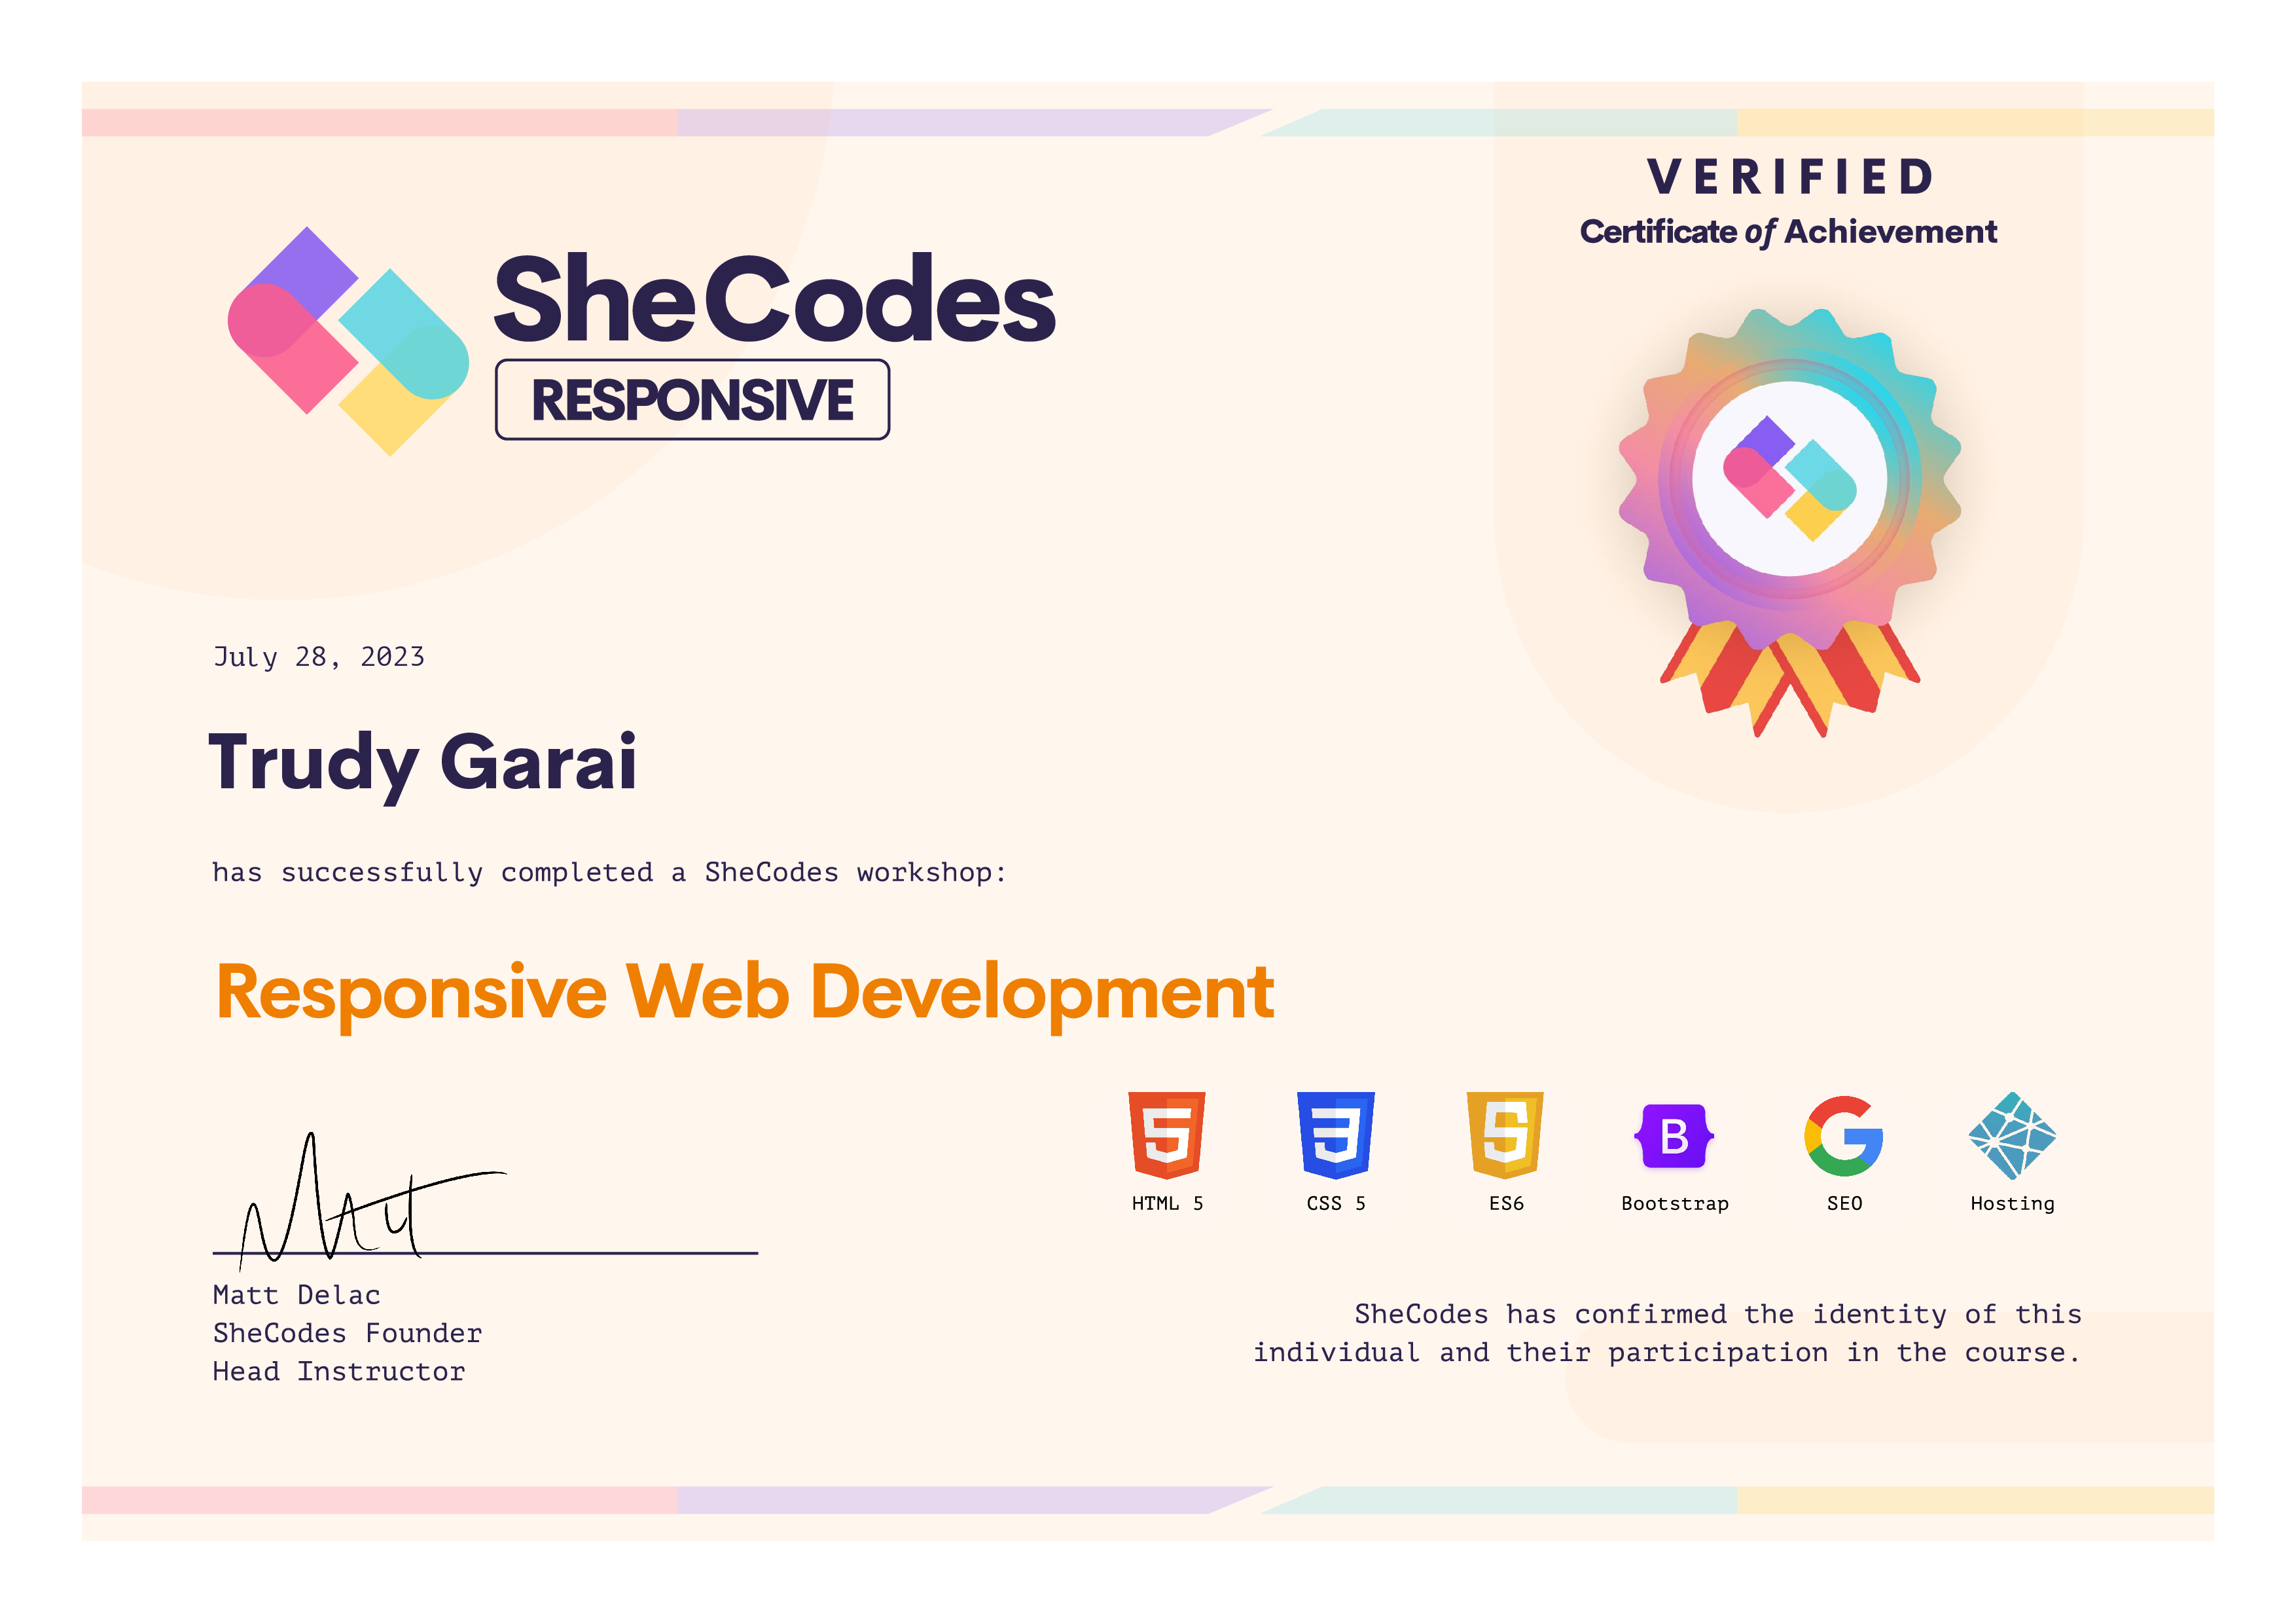 VERIFIED
Certificate of Achievement
SheCodes
RESPONSIVE
July 28, 2023
Trudy Garai
has successfully completed a SheCodes workshop:
Responsive Web Development
HTML 5
CSS 5
ES6
Bootstrap
SEO
Hosting
Matt
Matt Delac
SheCodes Founder
Head Instructor
SheCodes has confirmed the identity of this
individual and their participation in the course.